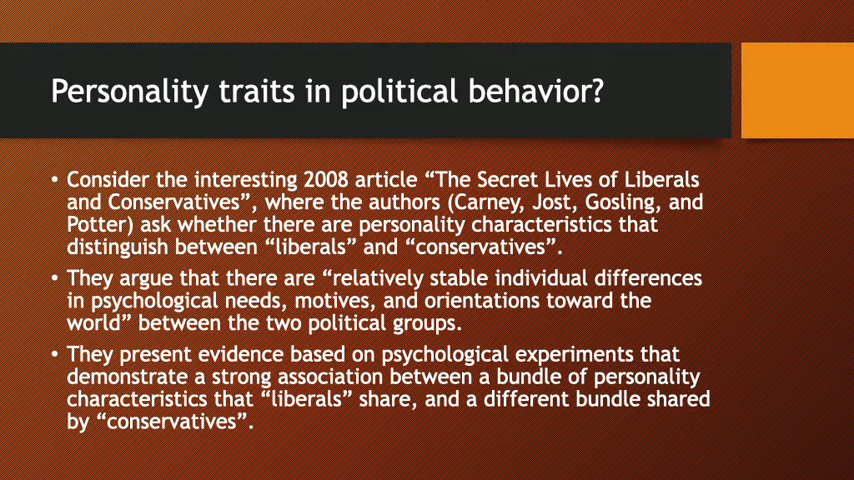 Personality traits in political behavior?
• Consider the interesting 2008 article “The Secret Lives of Liberals
and Conservatives”, where the authors (Carney, Jost, Gosling, and
Potter) ask whether there are personality characteristics that
distinguish between “liberals” and “conservatives”.
• They argue that there are “relatively stable individual differences
in psychological needs, motives, and orientations toward the
world” between the two political groups.
• They present evidence based on psychological experiments that
demonstrate a strong association between a bundle of personality
characteristics that “liberals” share, and a different bundle shared
by “conservatives”.